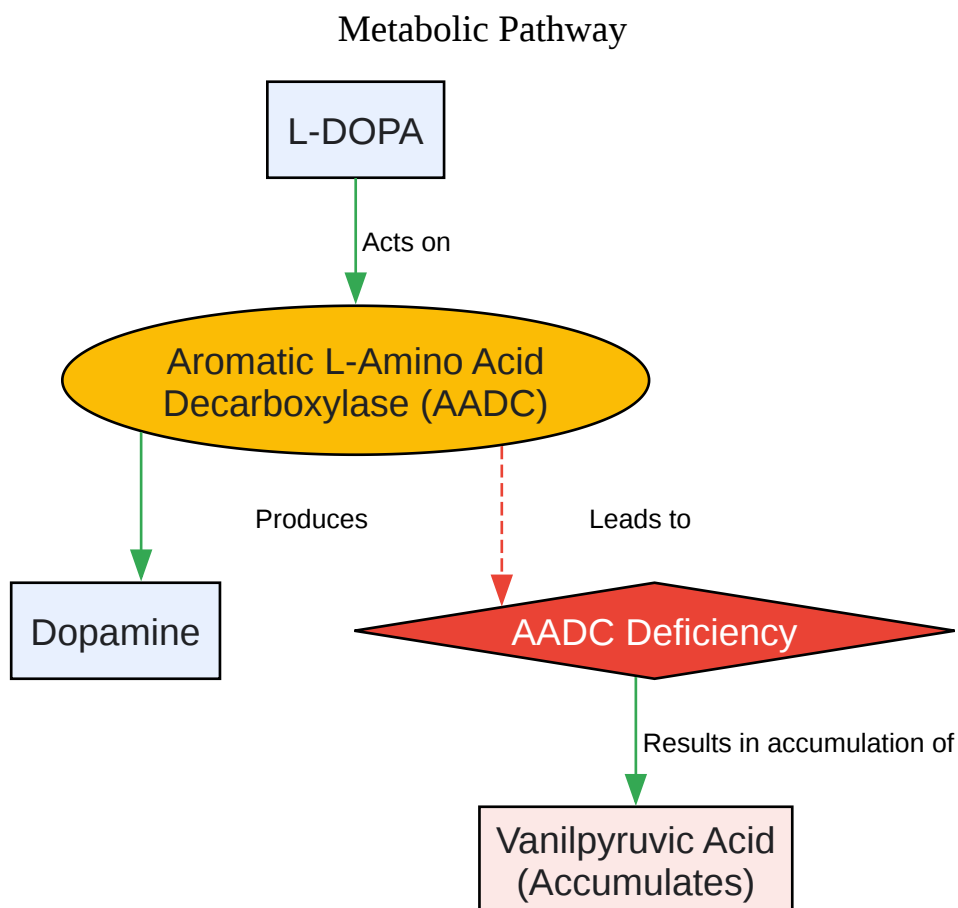 Metabolic Pathway
L-DOPA
Acts on
Aromatic L-Amino Acid
Decarboxylase (AADC)
Produces
Leads to
Dopamine
AADC Deficiency
Results in accumulation of
Vanilpyruvic Acid
(Accumulates)